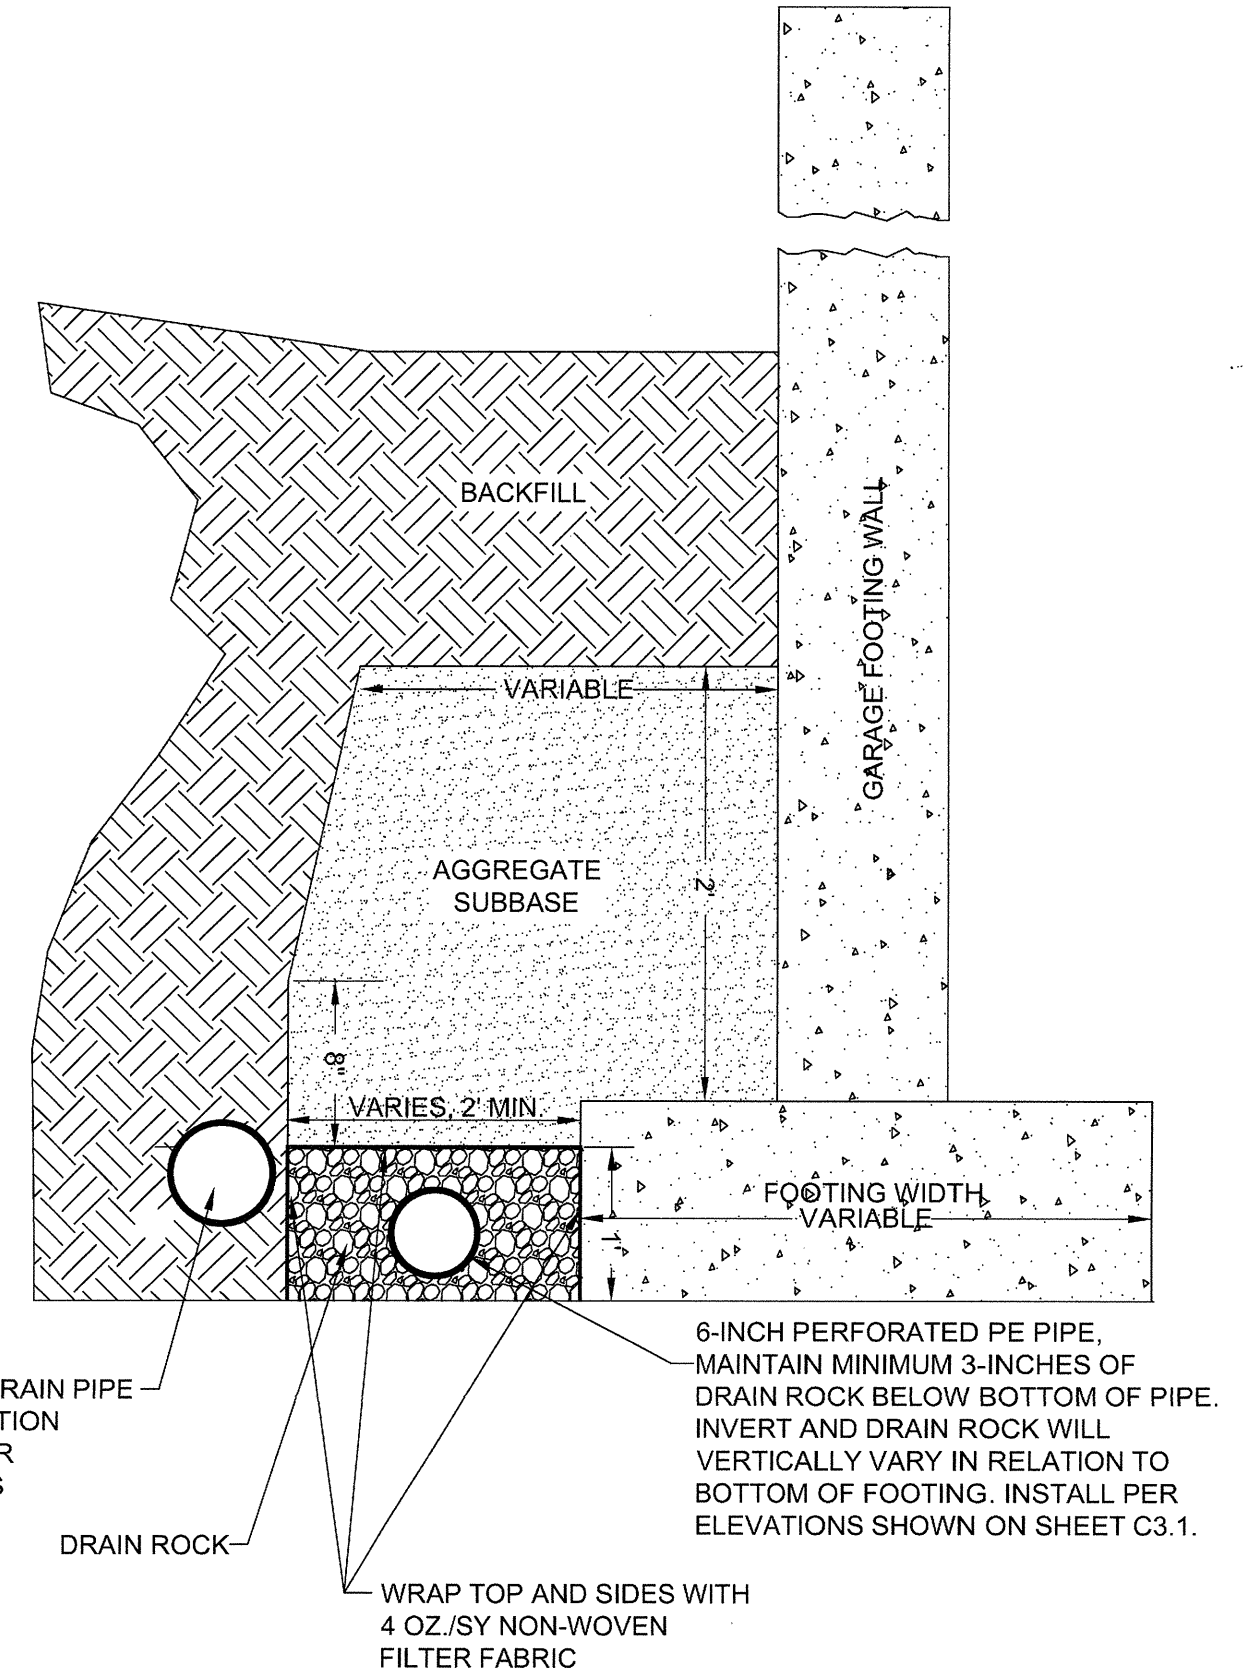 BACKFILL
GARAGE FOOTING WALL
VARIABLE
AGGREGATE
SUBBASE
2'
8"
VARIES, 2' MIN.
FOOTING WIDTH
VARIABLE
1'
6-INCH PERFORATED PE PIPE,
MAINTAIN MINIMUM 3-INCHES OF
DRAIN ROCK BELOW BOTTOM OF PIPE.
INVERT AND DRAIN ROCK WILL
VERTICALLY VARY IN RELATION TO
BOTTOM OF FOOTING. INSTALL PER
ELEVATIONS SHOWN ON SHEET C3.1.
RAIN PIPE
TION
R
S
DRAIN ROCK
WRAP TOP AND SIDES WITH
4 OZ./SY NON-WOVEN
FILTER FABRIC